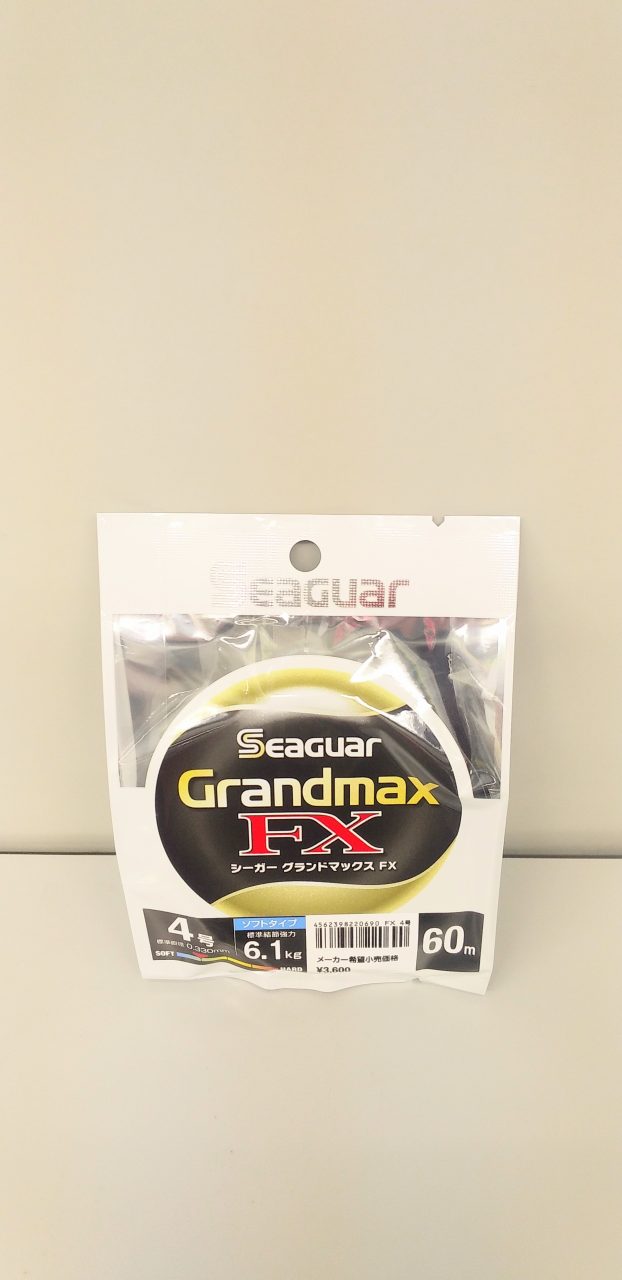 Seaguar
Seaguar
Grandmax
FX
シーガー グランドマックス FX
4号
標準直径 0.330mm
SOFT
HARD
ソフトタイプ
標準結節強力
6.1kg
4562398220690 FX 4号
メーカー希望小売価格
¥3,600
60m